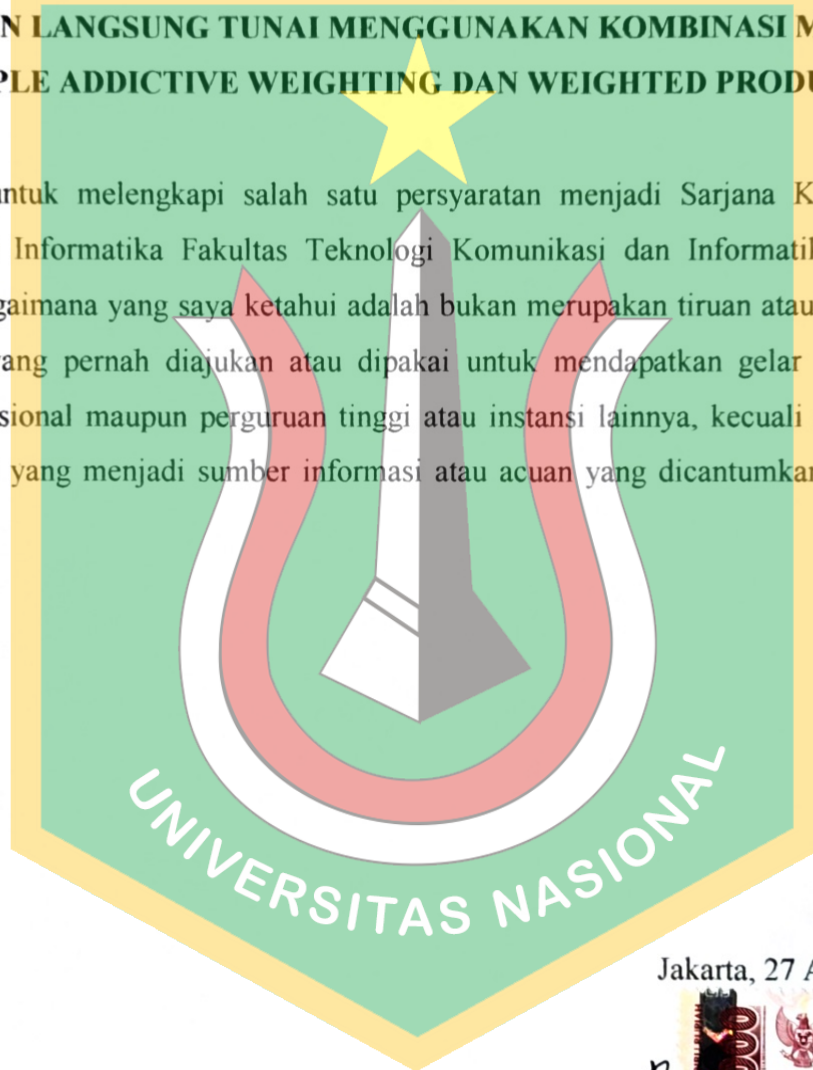 N LANGSUNG TUNAI MENGGUNAKAN KOMBINASI M
PLE ADDICTIVE WEIGHTING DAN WEIGHTED PRODU
ntuk melengkapi salah satu persyaratan menjadi Sarjana K
Informatika Fakultas Teknologi Komunikasi dan Informatik
gaimana yang saya ketahui adalah bukan merupakan tiruan atau
ang pernah diajukan atau dipakai untuk mendapatkan gelar
sional maupun perguruan tinggi atau instansi lainnya, kecuali
yang menjadi sumber informasi atau acuan yang dicantumkan
UNIVERSITAS NASIONAL
Jakarta, 27 A